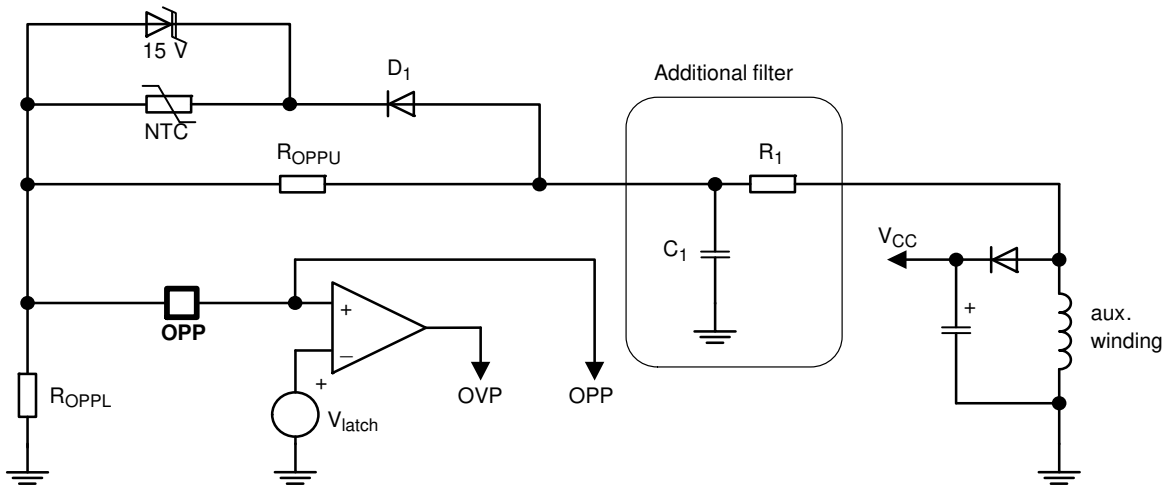 15 V
D1
Additional filter
NTC
ROPPU
R1
C1
VCC
+
aux.
winding
OPP
+
–
+
Vlatch
OVP
OPP
ROPPL